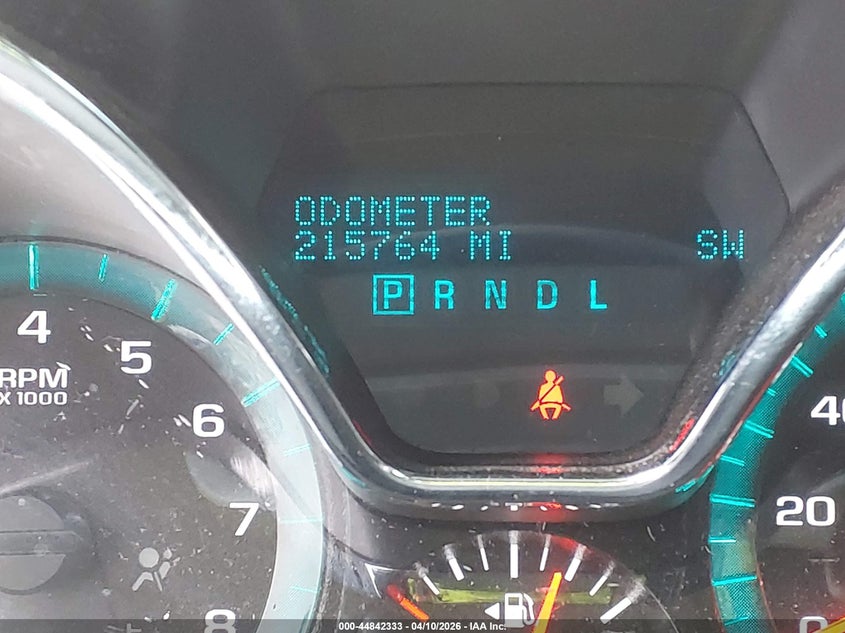 ODOMETER
215764 MI SW
P R N D L
4
5
RPM
X 1000
6
7
8
40
20
0
000-44842333 - 04/10/2026 - IAA Inc.